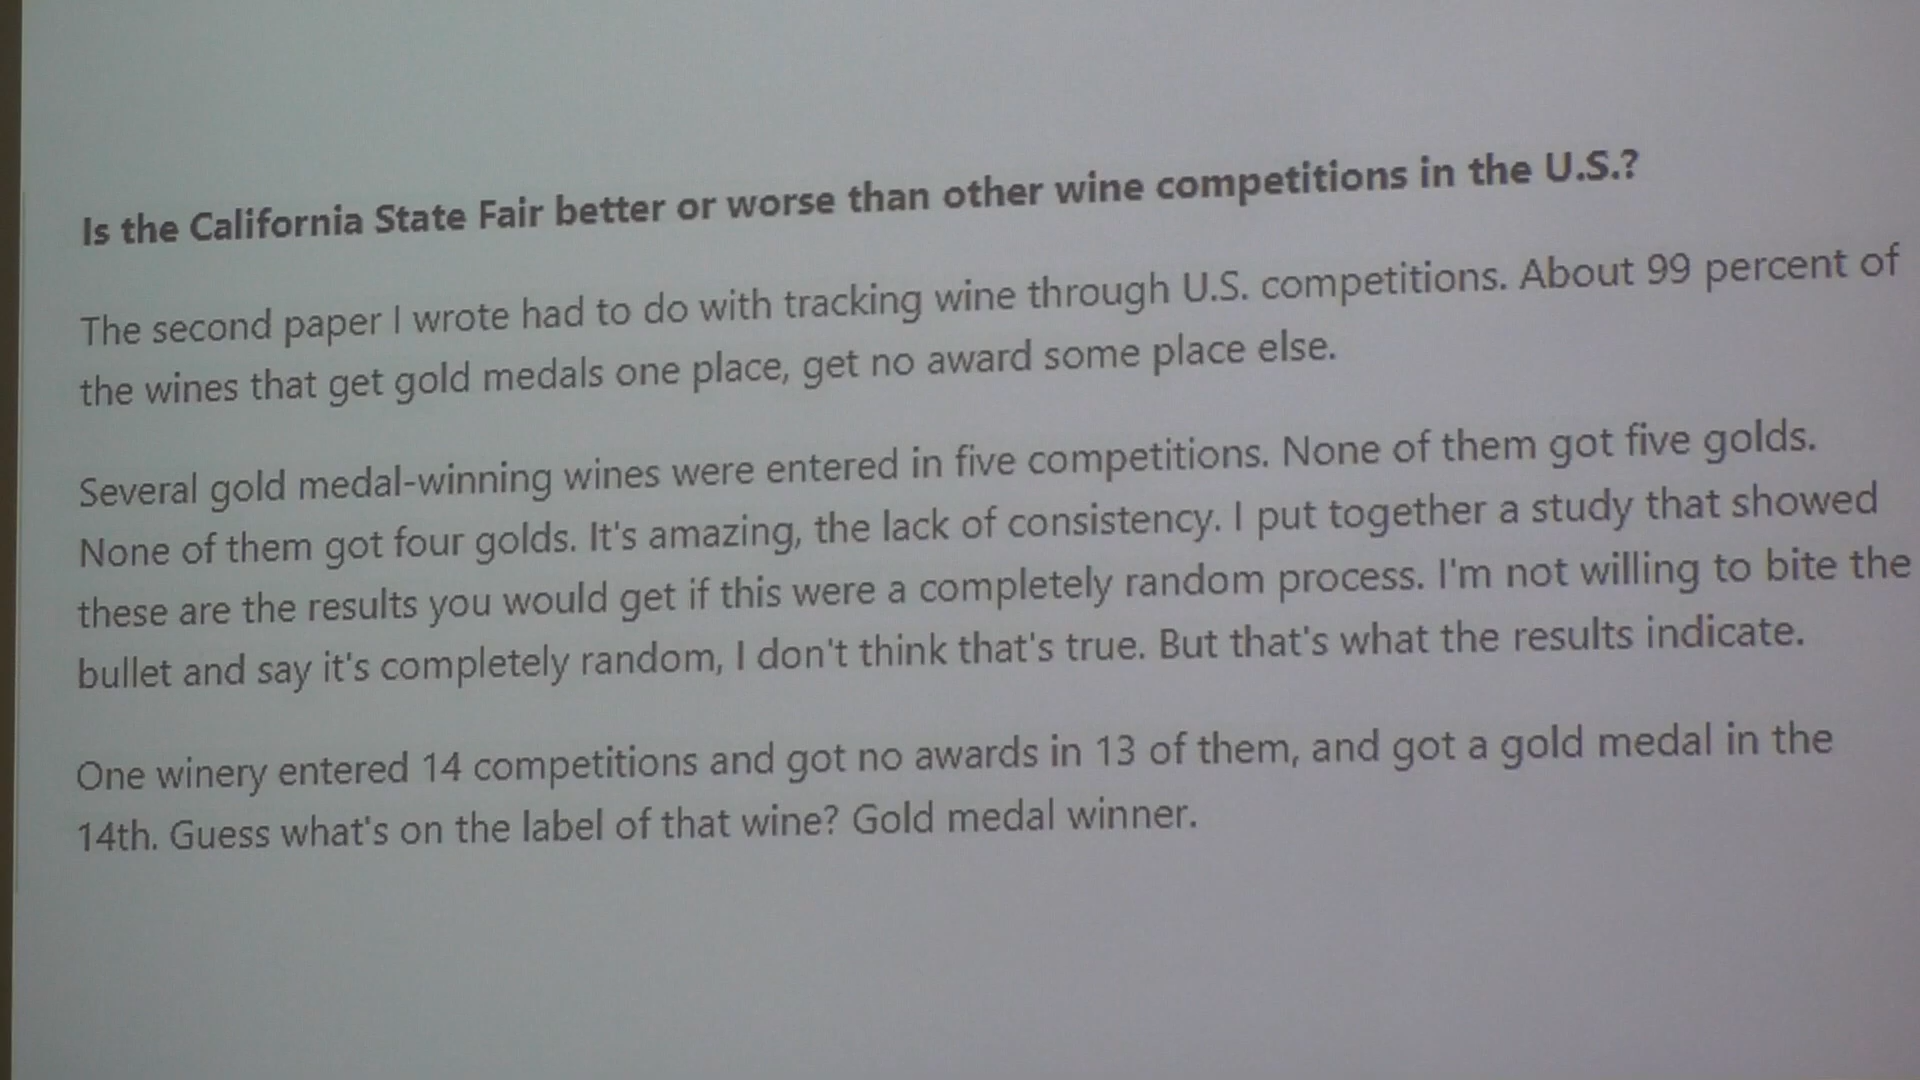 Is the California State Fair better or worse than other wine competitions in the U.S.?
The second paper I wrote had to do with tracking wine through U.S. competitions. About 99 percent of
the wines that get gold medals one place, get no award some place else.
Several gold medal-winning wines were entered in five competitions. None of them got five golds.
None of them got four golds. It's amazing, the lack of consistency. I put together a study that showed
these are the results you would get if this were a completely random process. I'm not willing to bite the
bullet and say it's completely random, I don't think that's true. But that's what the results indicate.
One winery entered 14 competitions and got no awards in 13 of them, and got a gold medal in the
14th. Guess what's on the label of that wine? Gold medal winner.